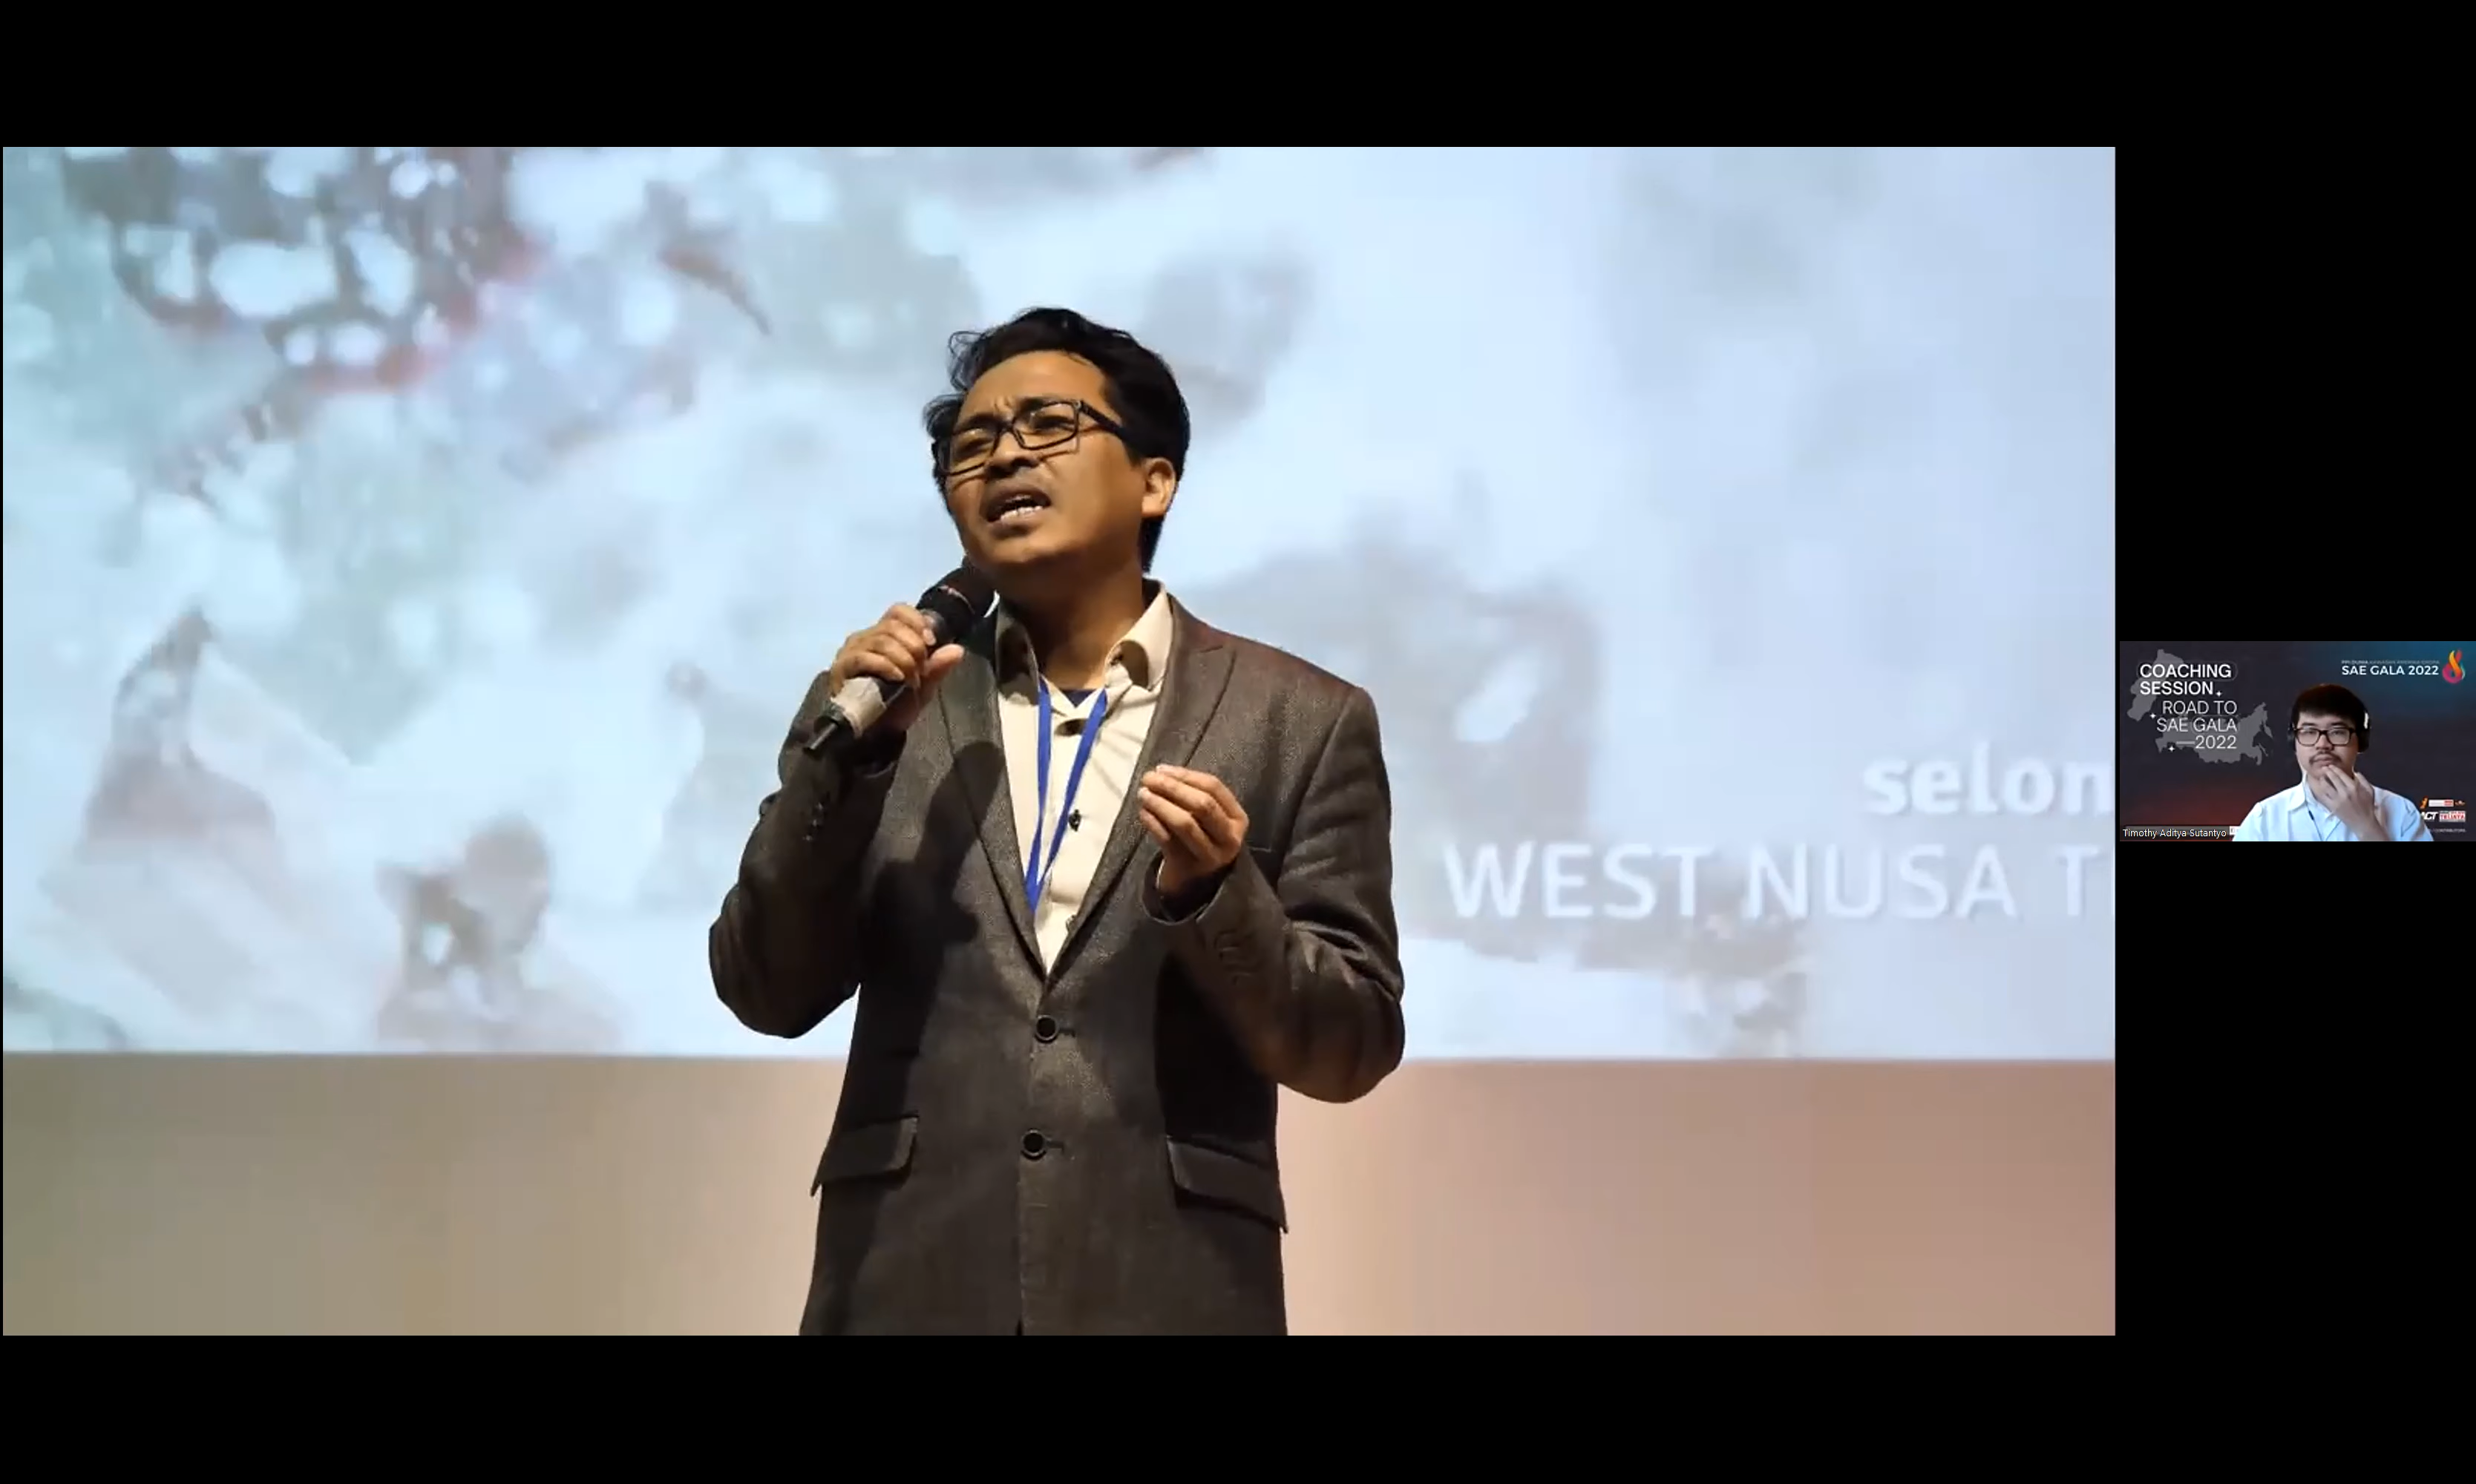 selon
WEST NUSA T
COACHING
SESSION
ROAD TO
SAE GALA
—2022
SAE GALA 2022
Timothy Aditya Sutantyo